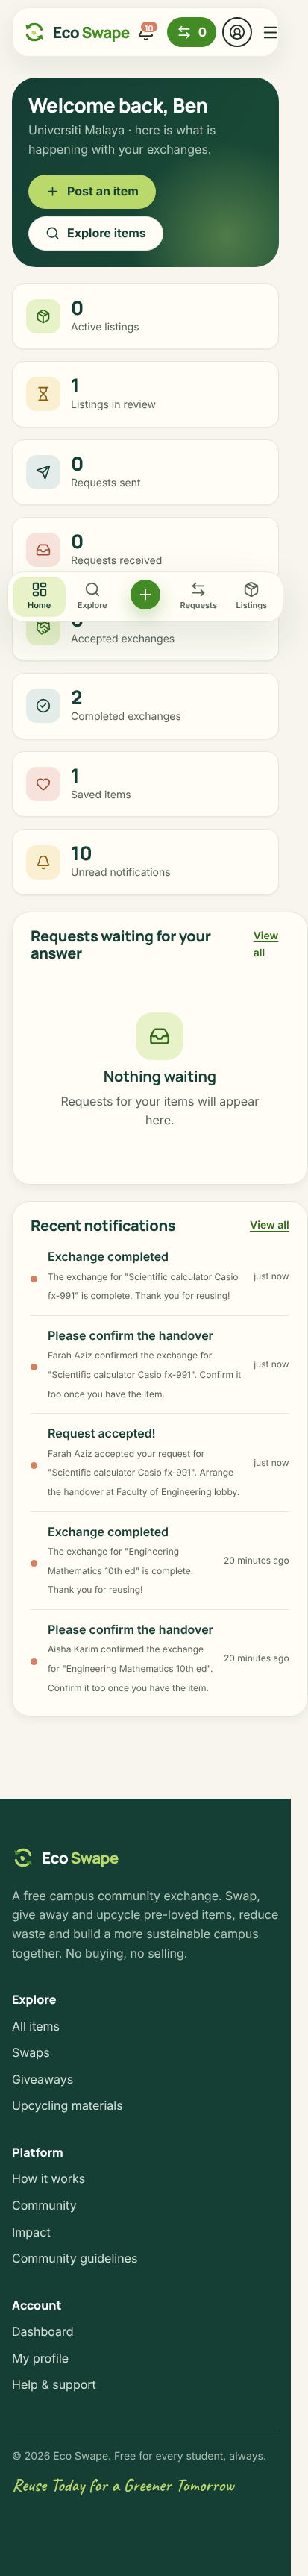 Eco Swape
10
0
Welcome back, Ben
Universiti Malaya · here is what is
happening with your exchanges.
Post an item
Explore items
0
Active listings
1
Listings in review
0
Requests sent
0
Requests received
Home
Explore
Requests
Listings
Accepted exchanges
2
Completed exchanges
1
Saved items
10
Unread notifications
Requests waiting for your
answer
View
all
Nothing waiting
Requests for your items will appear
here.
Recent notifications
View all
Exchange completed
The exchange for "Scientific calculator Casio
fx-991" is complete. Thank you for reusing!
just now
Please confirm the handover
Farah Aziz confirmed the exchange for
"Scientific calculator Casio fx-991". Confirm it
too once you have the item.
just now
Request accepted!
Farah Aziz accepted your request for
"Scientific calculator Casio fx-991". Arrange
the handover at Faculty of Engineering lobby.
just now
Exchange completed
The exchange for "Engineering
Mathematics 10th ed" is complete.
Thank you for reusing!
20 minutes ago
Please confirm the handover
Aisha Karim confirmed the exchange
for "Engineering Mathematics 10th ed".
Confirm it too once you have the item.
20 minutes ago
Eco Swape
A free campus community exchange. Swap,
give away and upcycle pre-loved items, reduce
waste and build a more sustainable campus
together. No buying, no selling.
Explore
All items
Swaps
Giveaways
Upcycling materials
Platform
How it works
Community
Impact
Community guidelines
Account
Dashboard
My profile
Help & support
© 2026 Eco Swape. Free for every student, always.
Reuse Today for a Greener Tomorrow